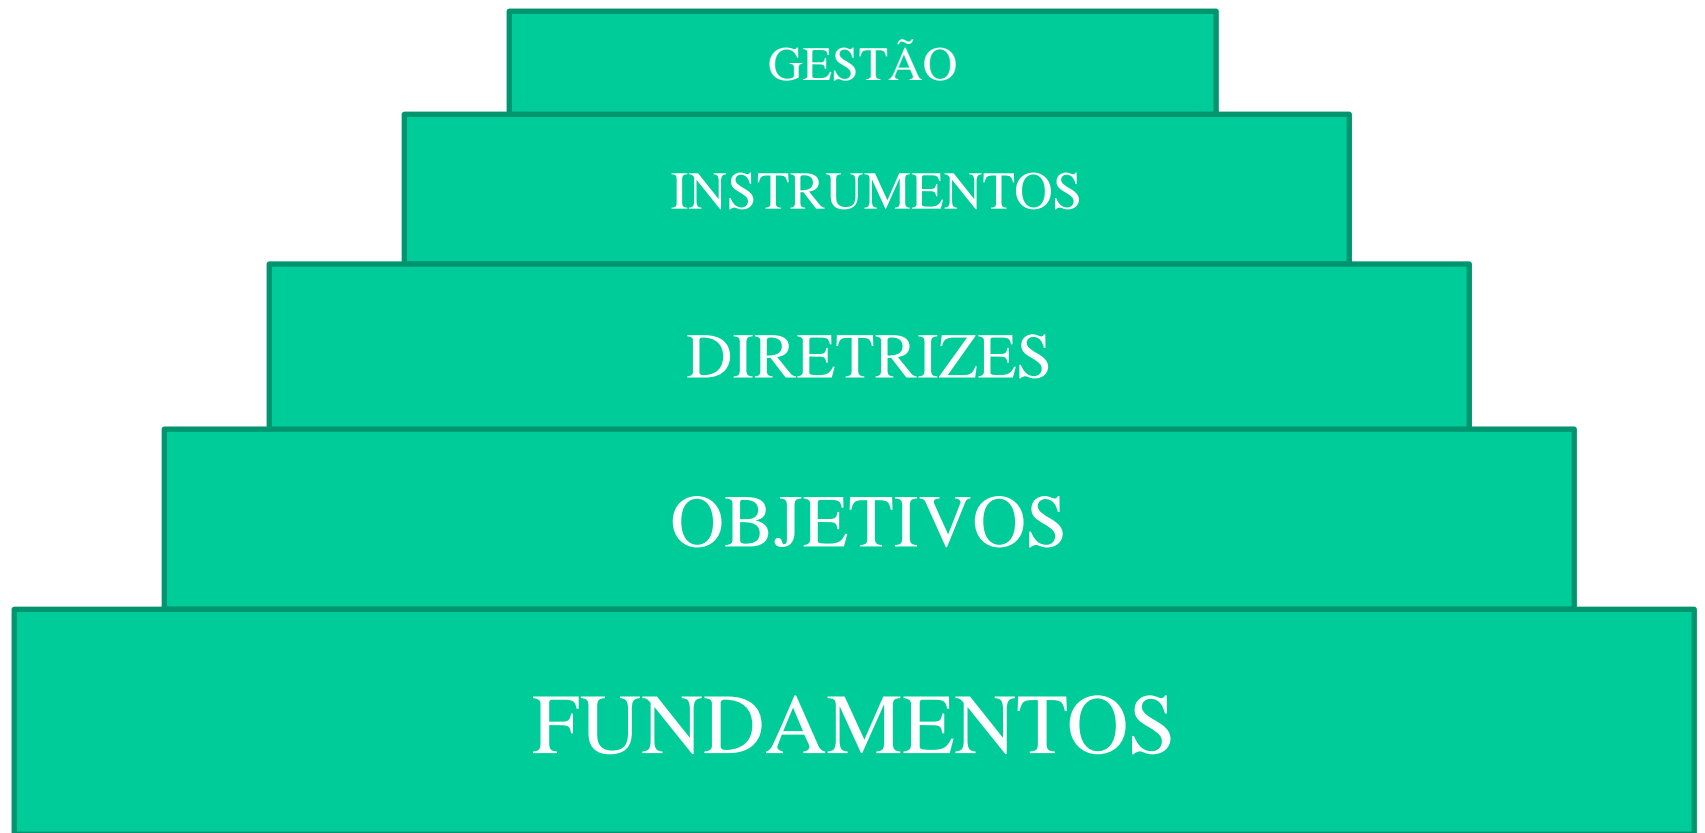 GESTÃO
INSTRUMENTOS
DIRETRIZES
OBJETIVOS
FUNDAMENTOS